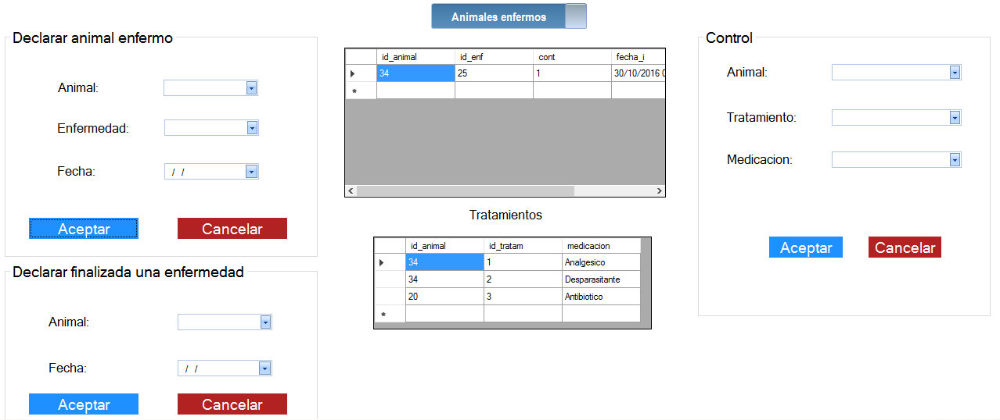 Animales enfermos
Declarar animal enfermo
Animal:
Enfermedad:
Fecha: / /
Aceptar Cancelar
Declarar finalizada una enfermedad
Animal:
Fecha: / /
Aceptar Cancelar
id_animal id_enf cont fecha_i
34 25 1 30/10/2016 0
*
Tratamientos
id_animal id_tratam medicacion
34 1 Analgesico
34 2 Desparasitante
20 3 Antibiotico
*
Control
Animal:
Tratamiento:
Medicacion:
Aceptar Cancelar